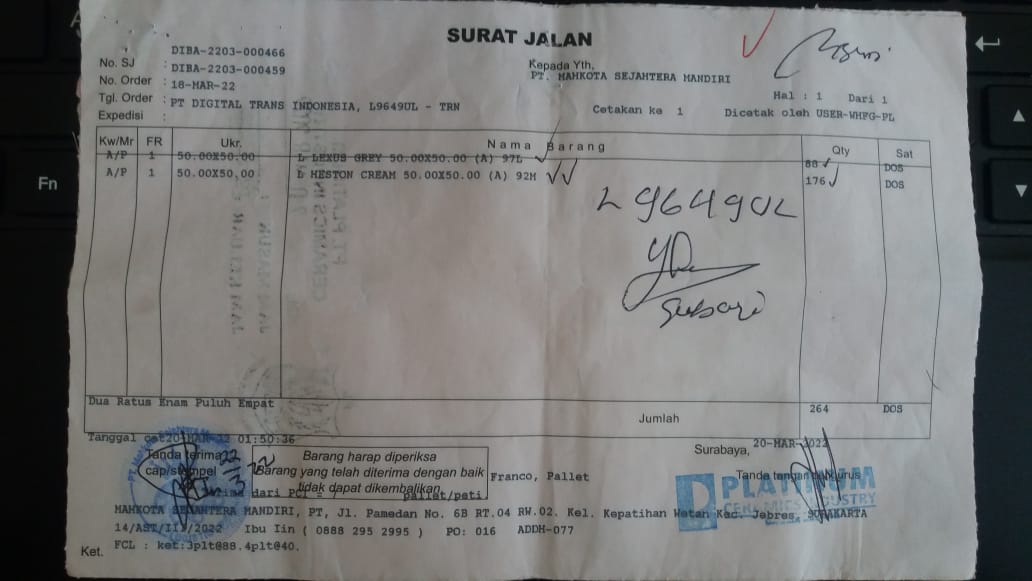 SURAT JALAN
No. SJ : DIBA-2203-000466
No. Order : DIBA-2203-000459
Tgl. Order : 18-MAR-22
Expedisi : PT DIGITAL TRANS INDONESIA, L9649UL - TRN
Kepada Yth,
PT. MAHKOTA SEJAHTERA MANDIRI
Hal : 1 Dari 1
Cetakan ke 1 Dicetak oleh USER-WHFG-PL
Kw/Mr FR Ukr. Nama Barang Qty Sat
A/P 1 50.00X50.00 L LEXUS GREY 50.00X50.00 (A) 97L 88 DOS
A/P 1 50.00X50.00 L HESTON CREAM 50.00X50.00 (A) 92M 176 DOS
L 9649UL
Subari
Dua Ratus Enam Puluh Empat
Jumlah 264 DOS
Tanggal cet20-MAR-22 01:50:36
Surabaya, 20-MAR-2022
Tanda terima
cap/stempel
22/3 22
Barang harap diperiksa
Barang yang telah diterima dengan baik
tidak dapat dikembalikan
Franco, Pallet
Tanda tangan Pengurus
PLATINUM
CERAMICS INDUSTRY
dari PCI = pallet/peti
MAHKOTA SEJAHTERA MANDIRI, PT, Jl. Pamedan No. 6B RT.04 RW.02. Kel. Kepatihan Wetan Kec. Jebres, SURAKARTA
14/AST/III/2022 Ibu Iin ( 0888 295 2995 ) PO: 016 ADDH-077
Ket. FCL : ket:3plt@88.4plt@40.
Fn